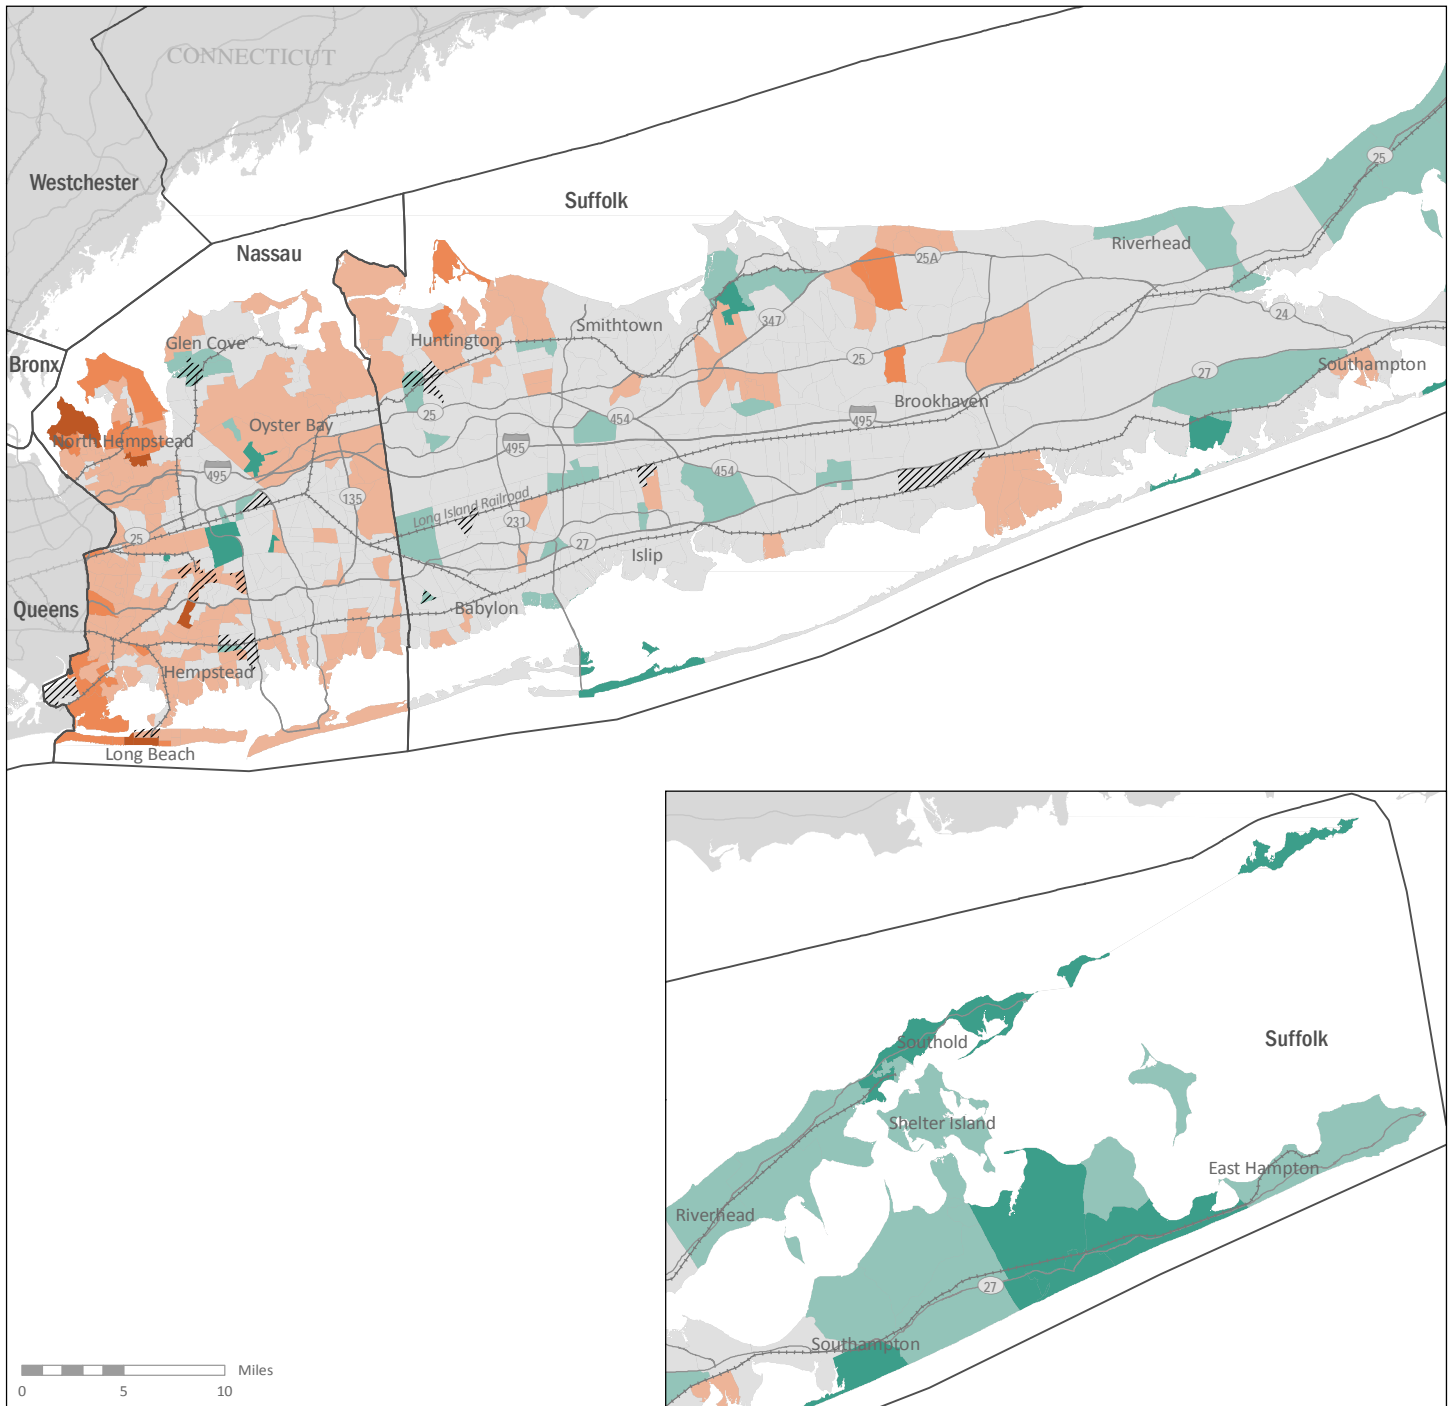 CONNECTICUT
25
Westchester
Suffolk
Riverhead
Nassau
25A
24
347
Smithtown
Huntington
Glen Cove
25
Southampton
Bronx
27
Brookhaven
25
454
495
Oyster Bay
North Hempstead
495
454
495
135
Long Island Railroad
231
25
27
Islip
Queens
Babylon
Hempstead
Long Beach
Suffolk
Southold
Shelter Island
East Hampton
Riverhead
27
Southampton
Miles
0 5 10